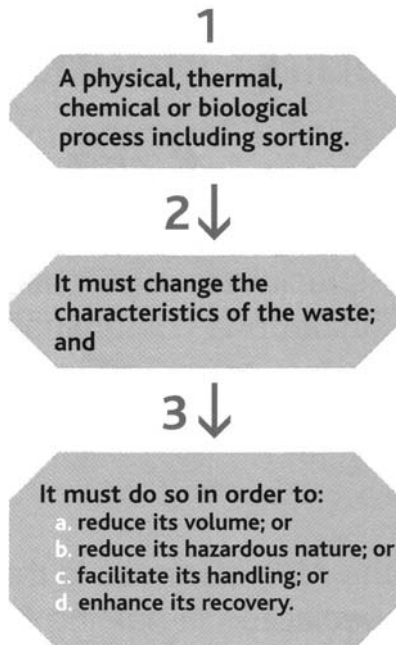 1
A physical, thermal,
chemical or biological
process including sorting.
2
It must change the
characteristics of the waste;
and
3
It must do so in order to:
a. reduce its volume; or
b. reduce its hazardous nature; or
c. facilitate its handling; or
d. enhance its recovery.